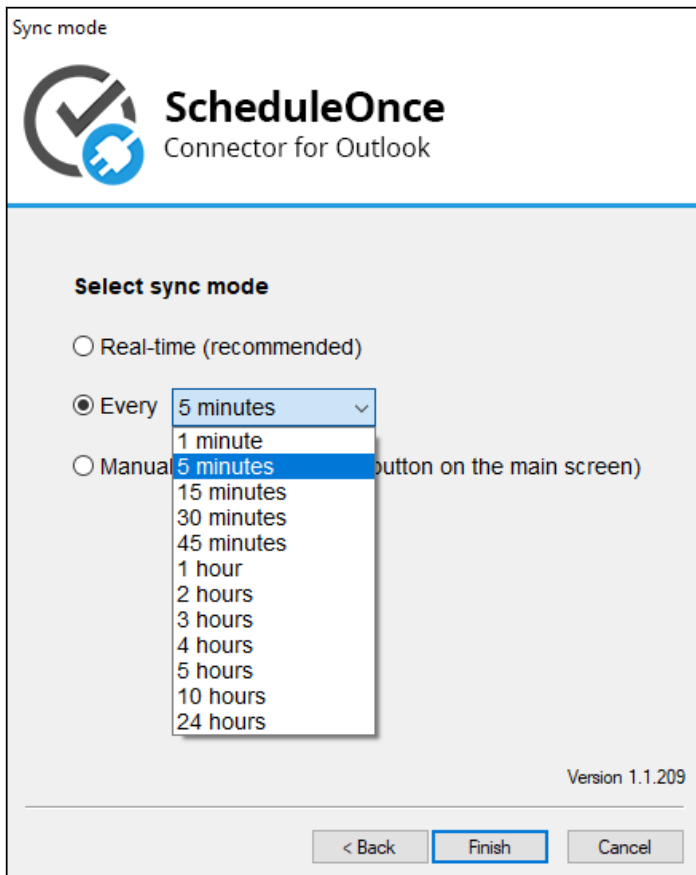 Sync mode
ScheduleOnce
Connector for Outlook
Select sync mode
Real-time (recommended)
Every 5 minutes
1 minute
Manual 5 minutes button on the main screen)
15 minutes
30 minutes
45 minutes
1 hour
2 hours
3 hours
4 hours
5 hours
10 hours
24 hours
Version 1.1.209
< Back Finish Cancel